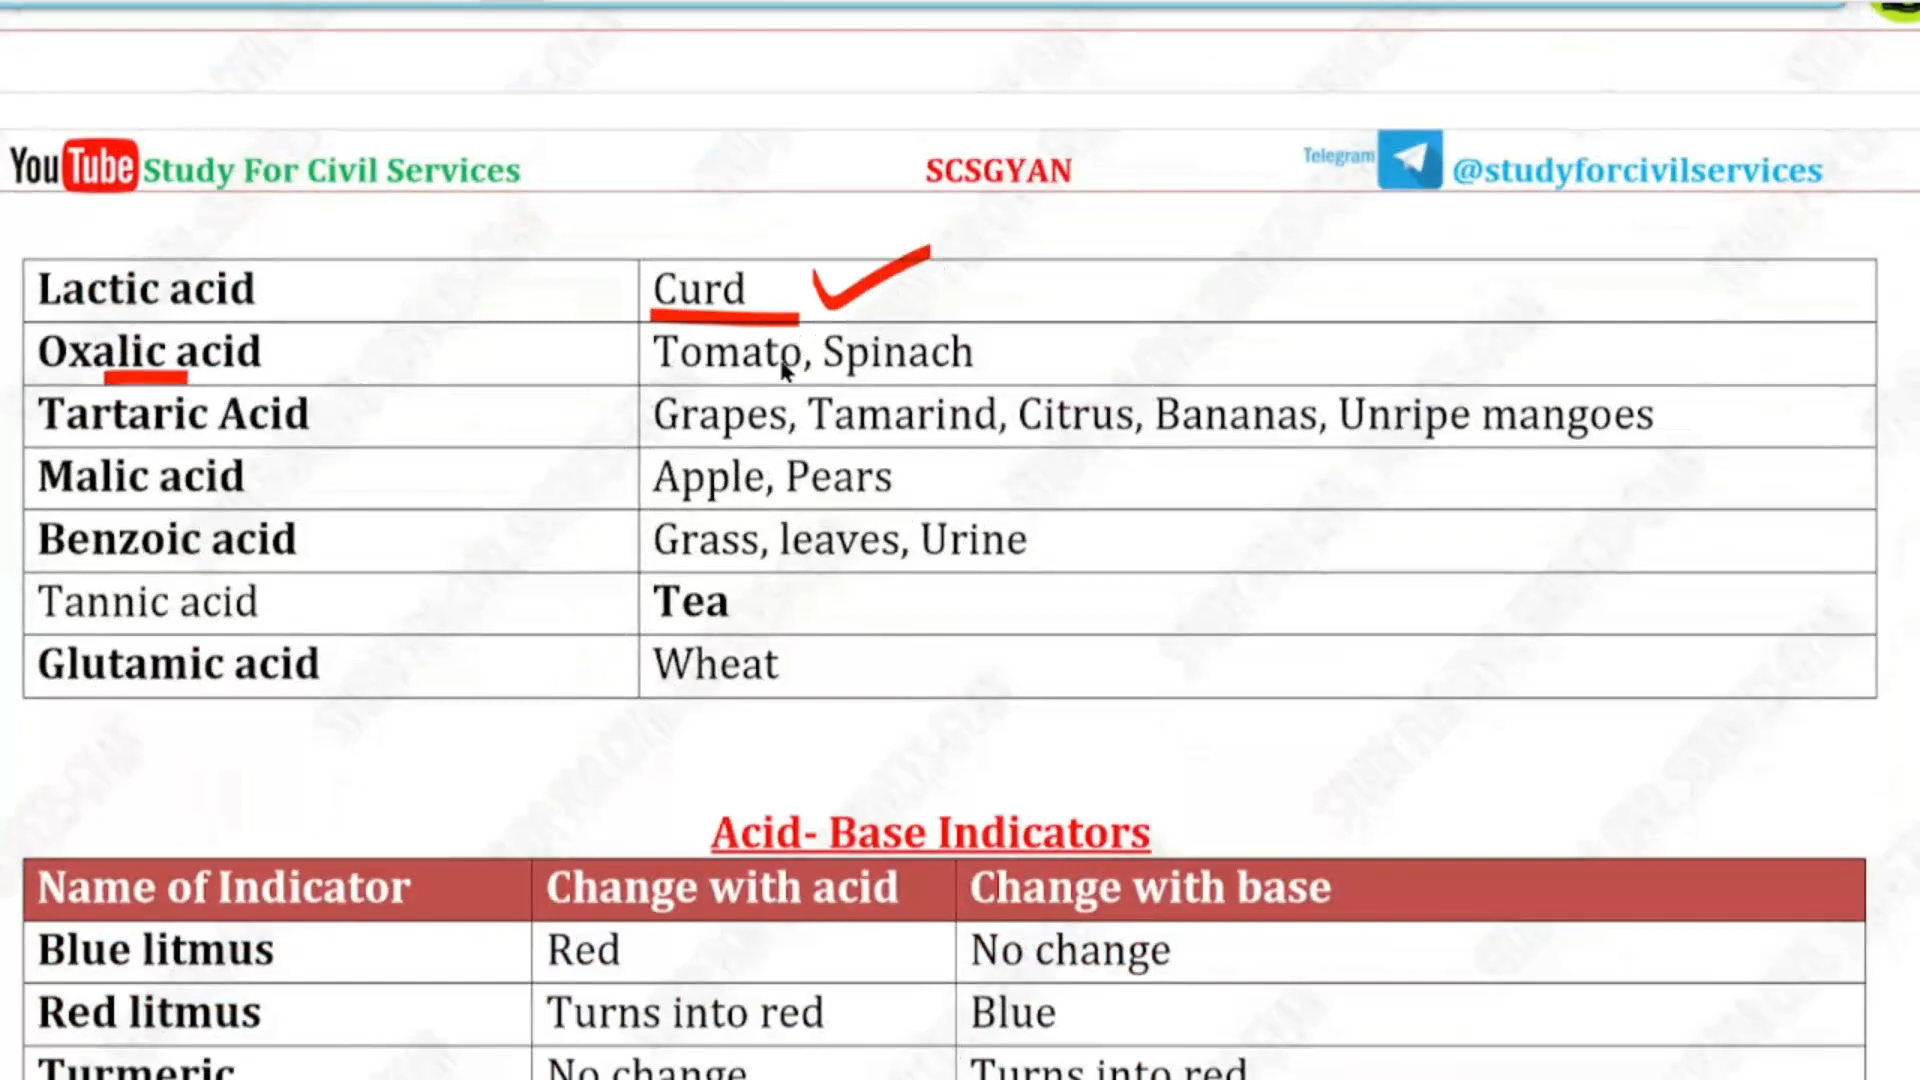 YouTube Study For Civil Services SCSGYAN Telegram @studyforcivilservices
Lactic acid Curd
Oxalic acid Tomato, Spinach
Tartaric Acid Grapes, Tamarind, Citrus, Bananas, Unripe mangoes
Malic acid Apple, Pears
Benzoic acid Grass, leaves, Urine
Tannic acid Tea
Glutamic acid Wheat
Acid- Base Indicators
Name of Indicator Change with acid Change with base
Blue litmus Red No change
Red litmus Turns into red Blue
Turmeric No change Turns into red